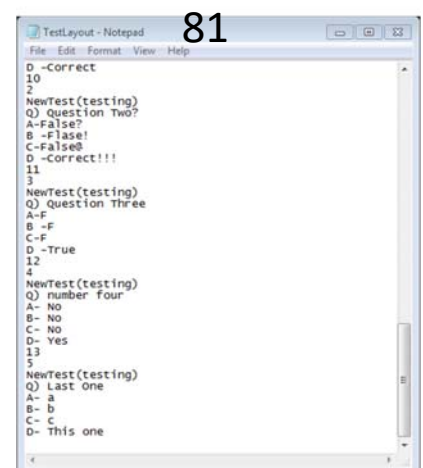 81
TestLayout - Notepad
File Edit Format View Help
D -Correct
10
2
NewTest(testing)
Q) Question Two?
A-False?
B -Flase!
C-False@
D -Correct!!!
11
3
NewTest(testing)
Q) Question Three
A-F
B -F
C-F
D -True
12
4
NewTest(testing)
Q) number four
A- No
B- No
C- No
D- Yes
13
5
NewTest(testing)
Q) Last One
A- a
B- b
C- c
D- This one